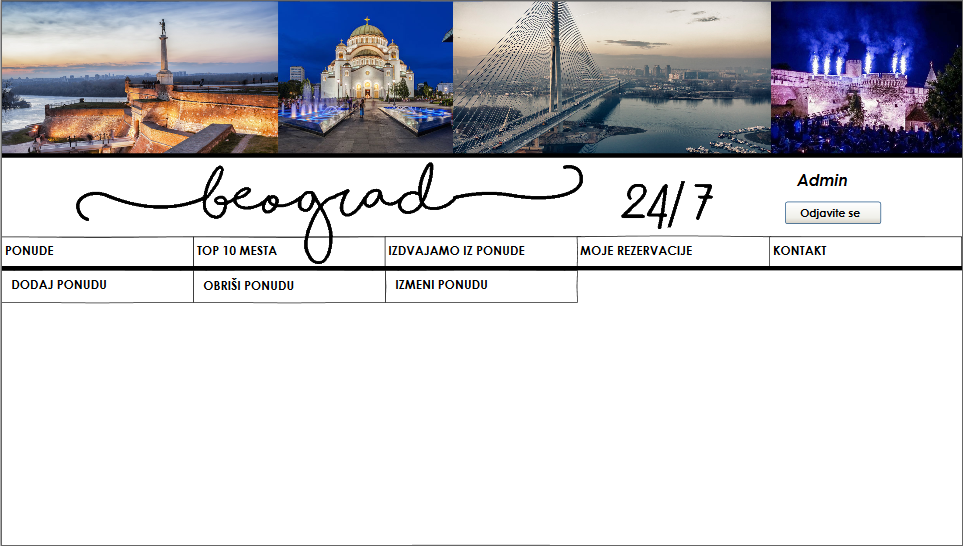 beograd 24/7
Admin
Odjavite se
PONUDE TOP 10 MESTA IZDVAJAMO IZ PONUDE MOJE REZERVACIJE KONTAKT
DODAJ PONUDU OBRIŠI PONUDU IZMENI PONUDU